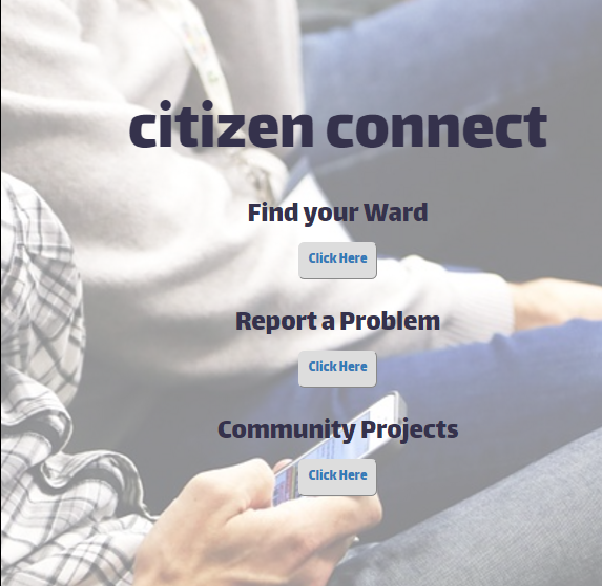 citizen connect
Find your Ward
Click Here
Report a Problem
Click Here
Community Projects
Click Here